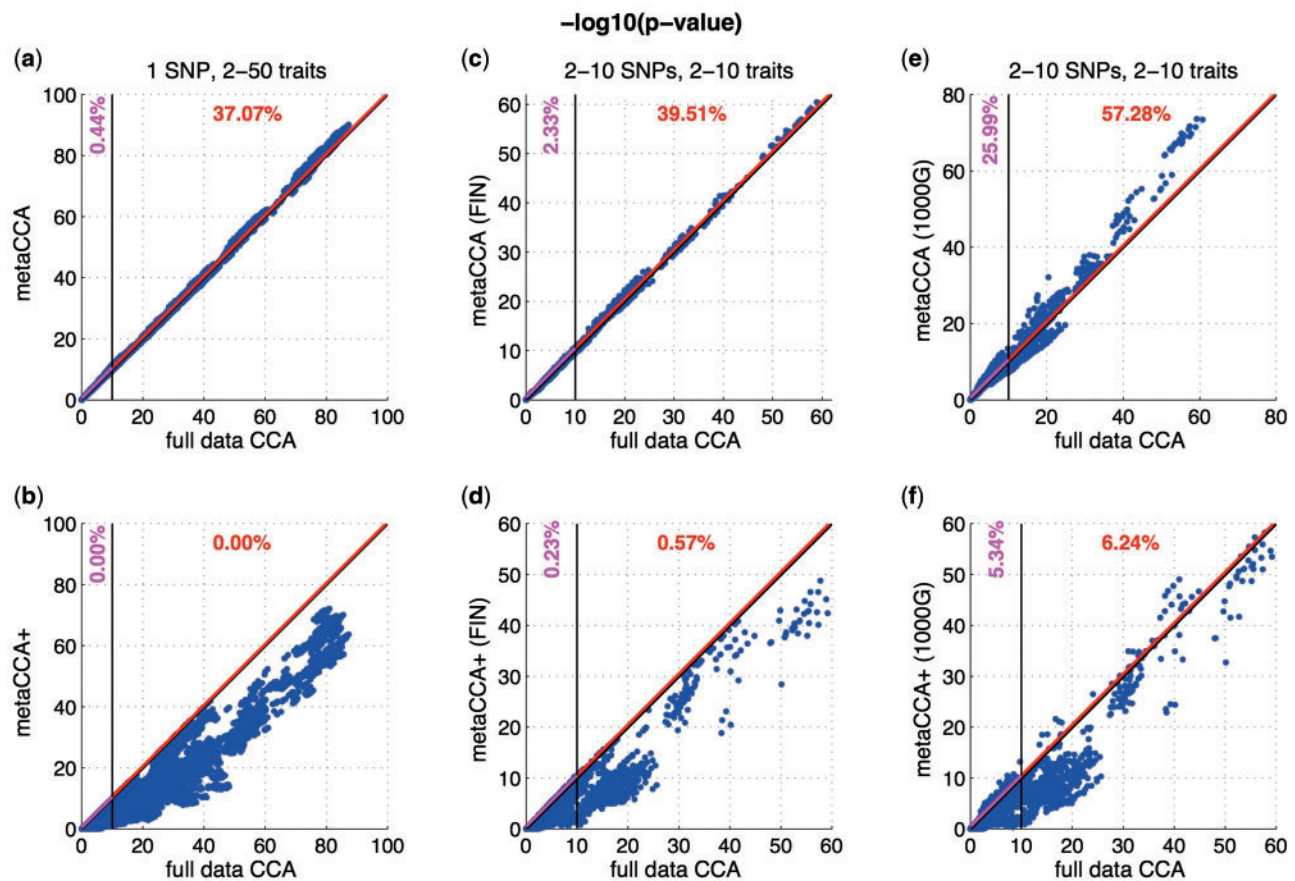 −log10(p−value)
(a)
1 SNP, 2−50 traits
0.44%
37.07%
100
80
60
40
20
0
metaCCA
0 20 40 60 80 100
full data CCA
(c)
2−10 SNPs, 2−10 traits
2.33%
39.51%
60
50
40
30
20
10
0
metaCCA (FIN)
0 10 20 30 40 50 60
full data CCA
(e)
2−10 SNPs, 2−10 traits
25.99%
57.28%
80
60
40
20
0
metaCCA (1000G)
0 20 40 60 80
full data CCA
(b)
0.00%
0.00%
100
80
60
40
20
0
metaCCA+
0 20 40 60 80 100
full data CCA
(d)
0.23%
0.57%
60
50
40
30
20
10
0
metaCCA+ (FIN)
0 10 20 30 40 50 60
full data CCA
(f)
5.34%
6.24%
60
50
40
30
20
10
0
metaCCA+ (1000G)
0 10 20 30 40 50 60
full data CCA